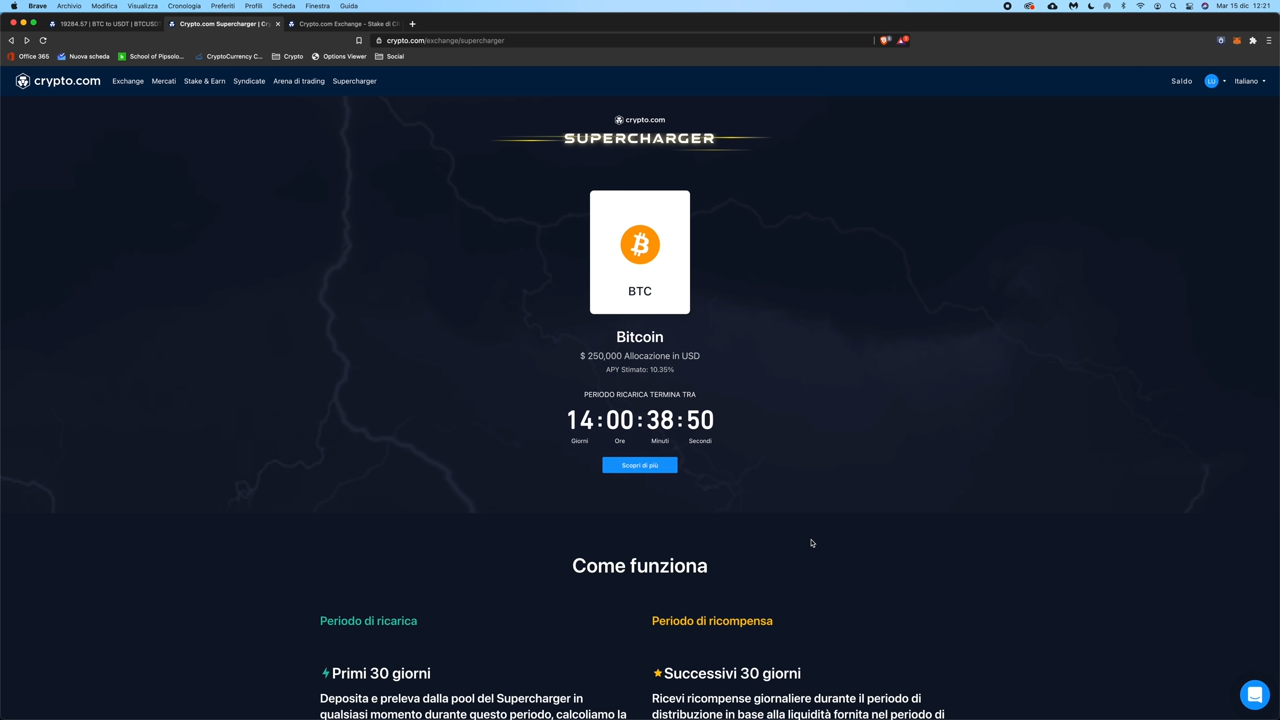 Brave Archivio Modifica Visualizza Cronologia Preferiti Profili Scheda Finestra Guida Mar 15 dic 12:21
19284.57 | BTC to USDT | BTCUSD
Crypto.com Supercharger | Cr
Crypto.com Exchange - Stake di C
crypto.com/exchange/supercharger
Office 365 Nuova scheda School of Pipsolo... CryptoCurrency C... Crypto Options Viewer Social
crypto.com Exchange Mercati Stake & Earn Syndicate Arena di trading Supercharger Saldo LU Italiano
crypto.com
SUPERCHARGER
BTC
Bitcoin
$ 250,000 Allocazione in USD
APY Stimato: 10.35%
PERIODO RICARICA TERMINA TRA
14:00:38:50
Giorni Ore Minuti Secondi
Scopri di più
Come funziona
Periodo di ricarica
Primi 30 giorni
Deposita e preleva dalla pool del Supercharger in
qualsiasi momento durante questo periodo, calcoliamo la
Periodo di ricompensa
Successivi 30 giorni
Ricevi ricompense giornaliere durante il periodo di
distribuzione in base alla liquidità fornita nel periodo di